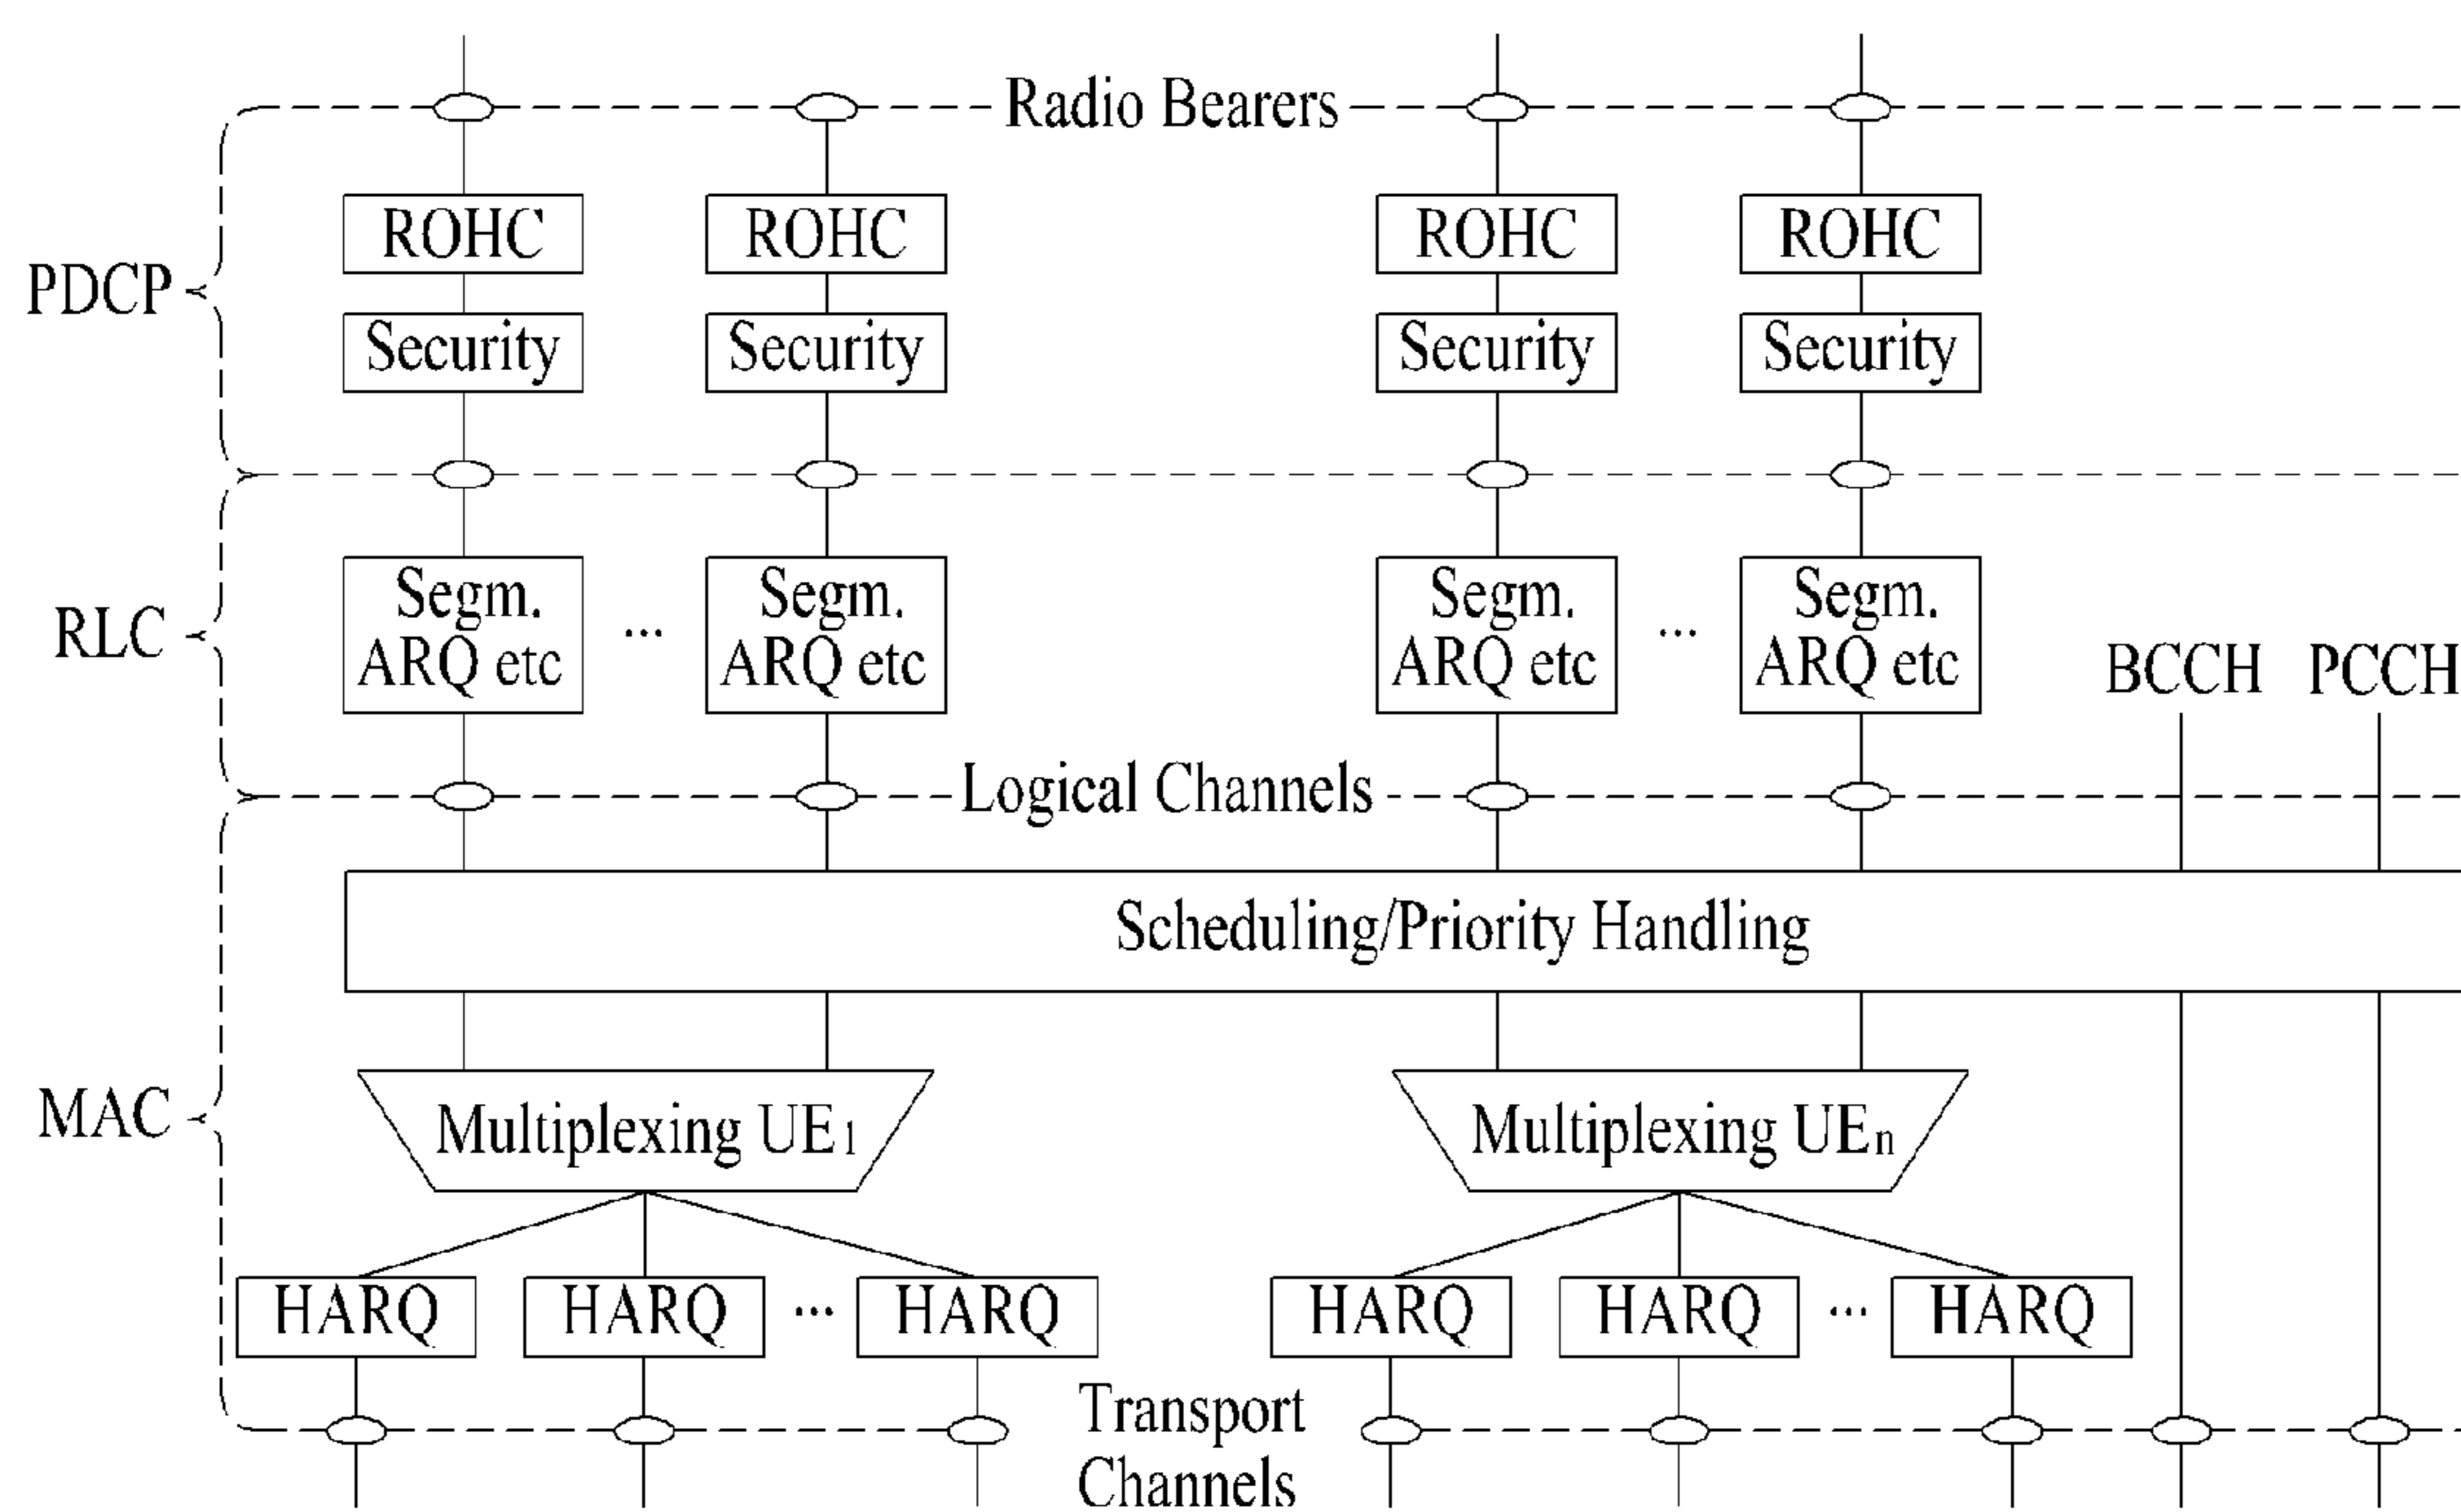 Radio Bearers
ROHC ROHC ROHC ROHC
PDCP
Security Security Security Security
Segm. Segm. Segm. Segm.
RLC ... ...
ARQ etc ARQ etc ARQ etc ARQ etc BCCH PCCH
Logical Channels
Scheduling/Priority Handling
MAC Multiplexing UE1 Multiplexing UEn
HARQ HARQ ... HARQ HARQ HARQ ... HARQ
Transport
Channels